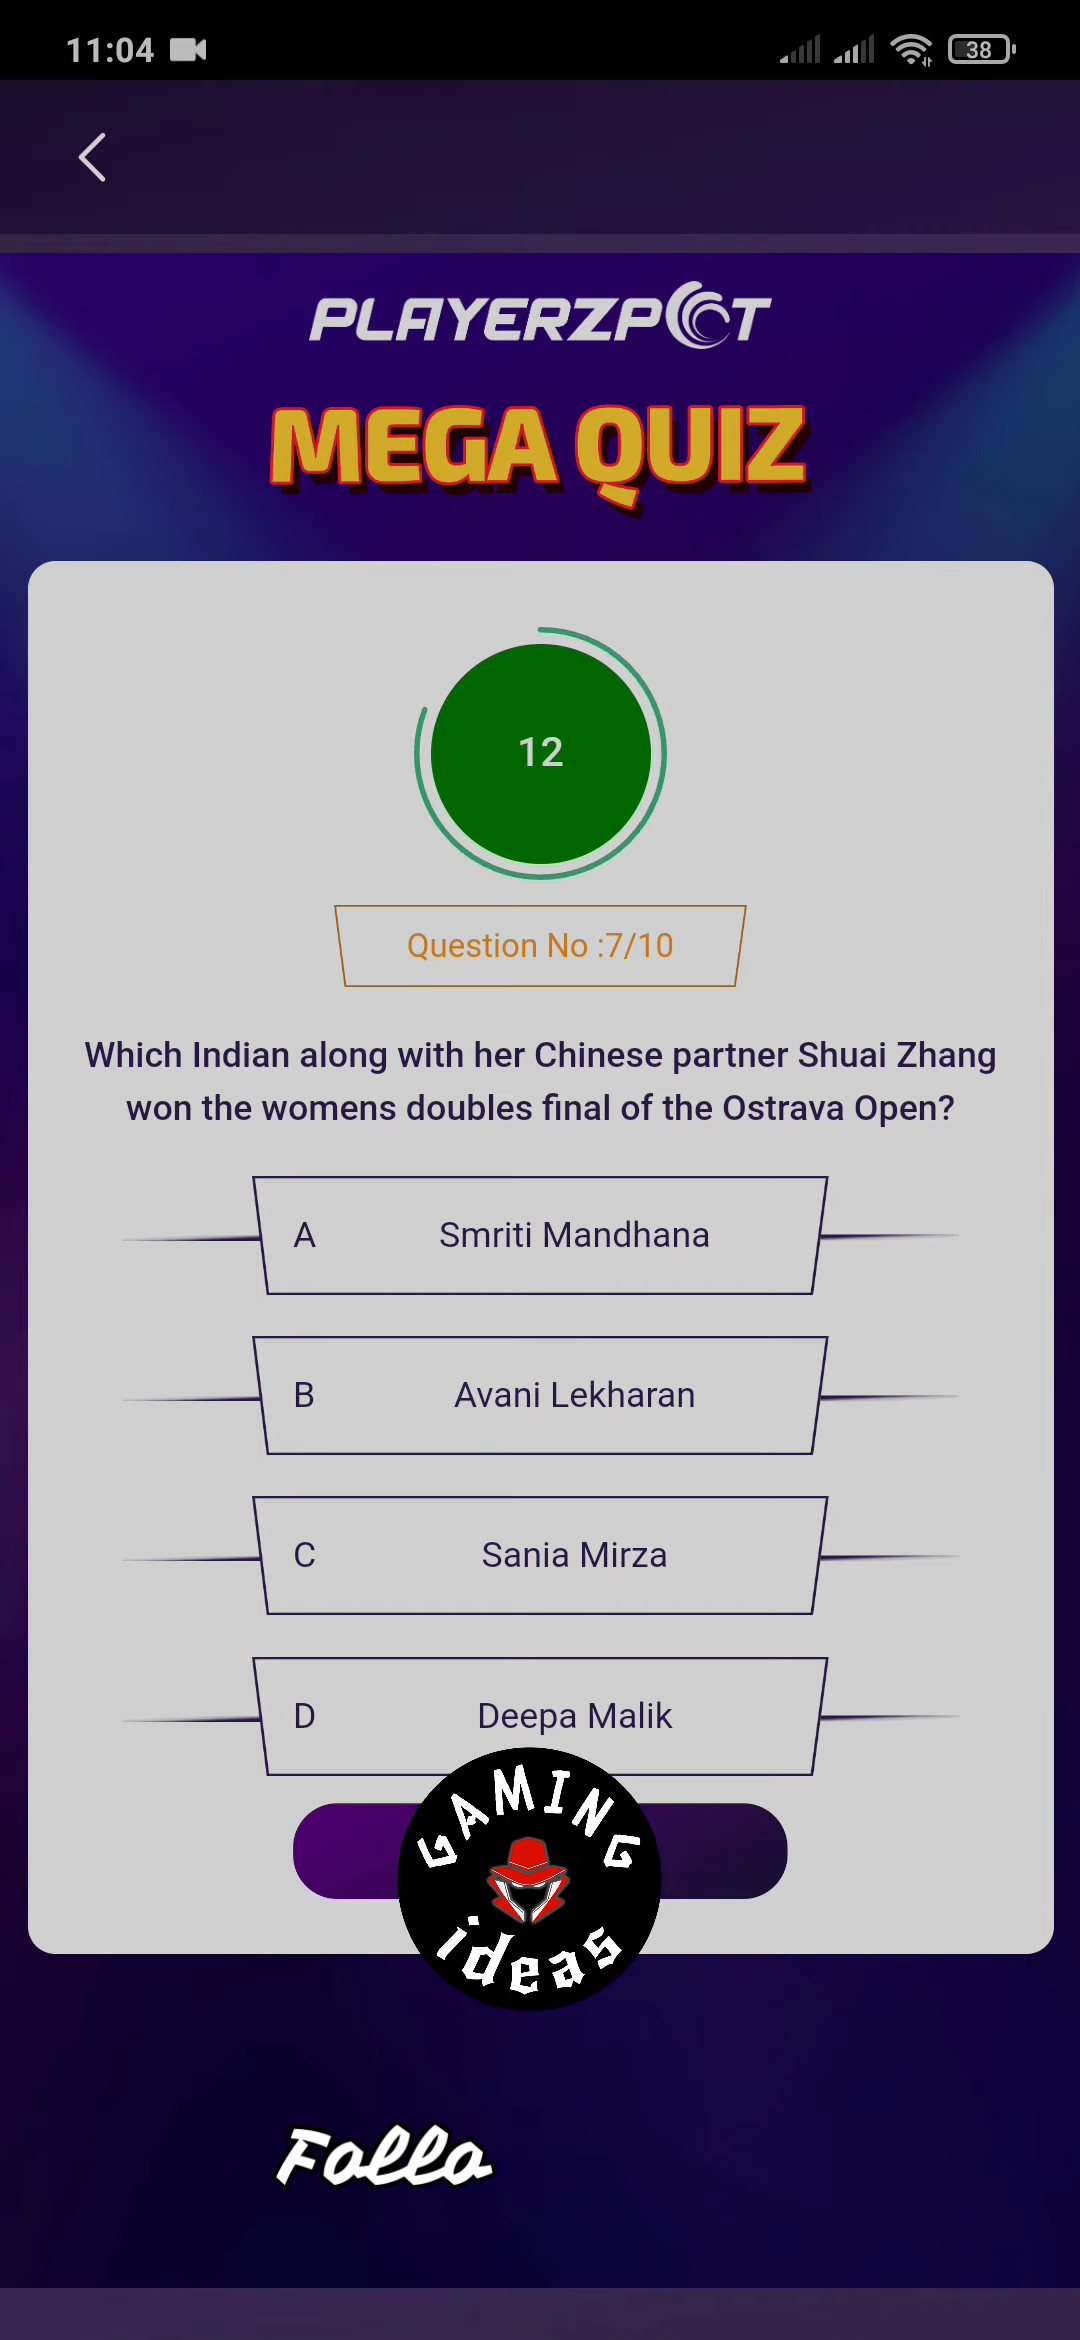 11:04
38
PLAYERZPOT
MEGA QUIZ
12
Question No :7/10
Which Indian along with her Chinese partner Shuai Zhang
won the womens doubles final of the Ostrava Open?
A Smriti Mandhana
B Avani Lekharan
C Sania Mirza
D Deepa Malik
GAMING
ideas
Follo